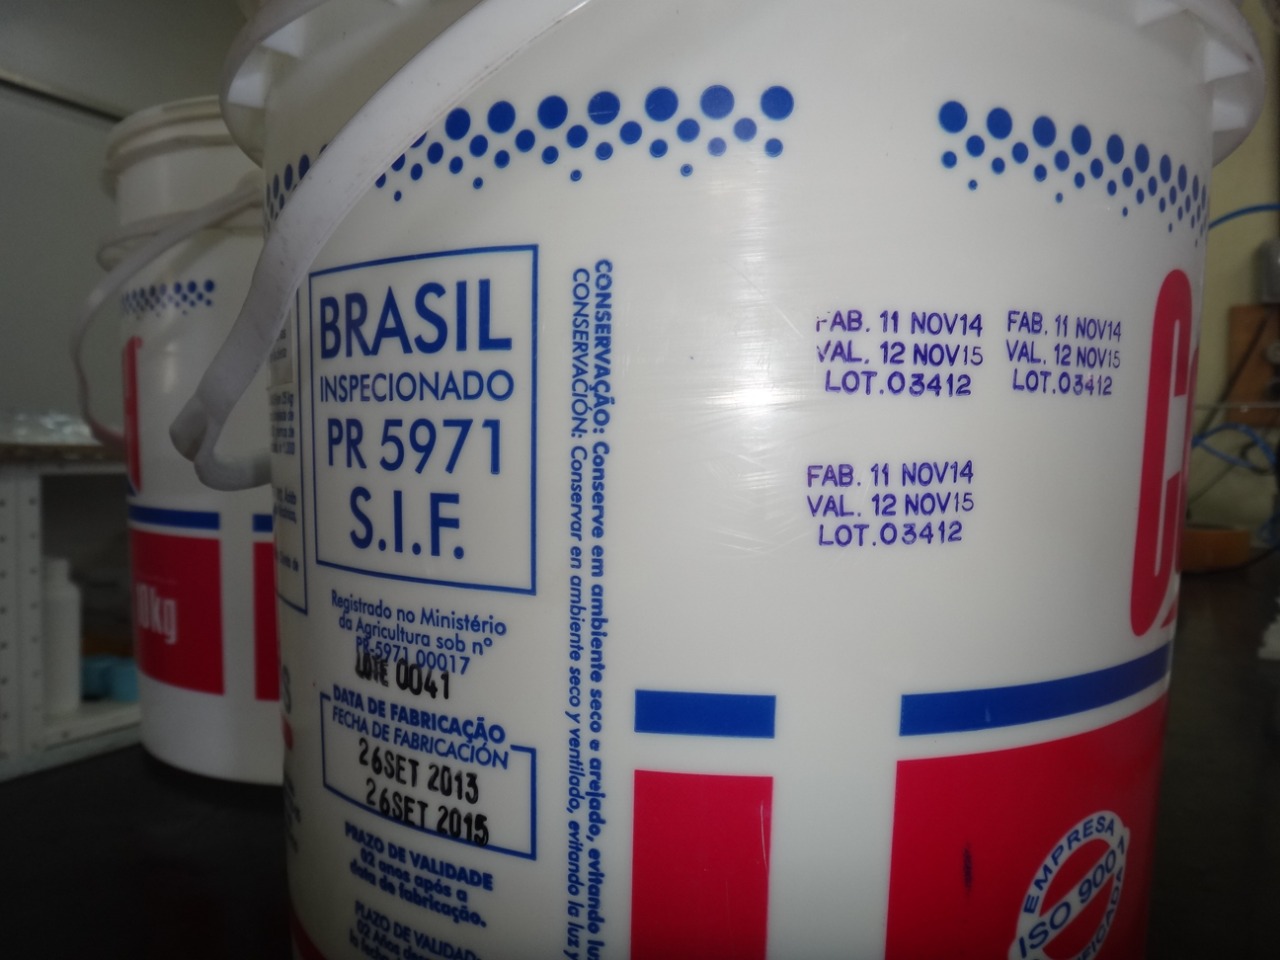 BRASIL
INSPECIONADO
PR 5971
S.I.F.
Registrado no Ministério
da Agricultura sob nº
PR-5971 00017
LOTE 0041
DATA DE FABRICAÇÃO
FECHA DE FABRICACIÓN
26SET 2013
26SET 2015
PRAZO DE VALIDADE
02 anos após a
data de fabricação.
PLAZO DE VALIDAD
02 Años
CONSERVAÇÃO: Conserve em ambiente seco e arejado, evitando
CONSERVACIÓN: Conservar en ambiente seco y ventilado, evitando la luz y
FAB. 11 NOV14
VAL. 12 NOV15
LOT.03412
FAB. 11 NOV14
VAL. 12 NOV15
LOT.03412
FAB. 11 NOV14
VAL. 12 NOV15
LOT.03412
EMPRESA
ISO 9001
kg